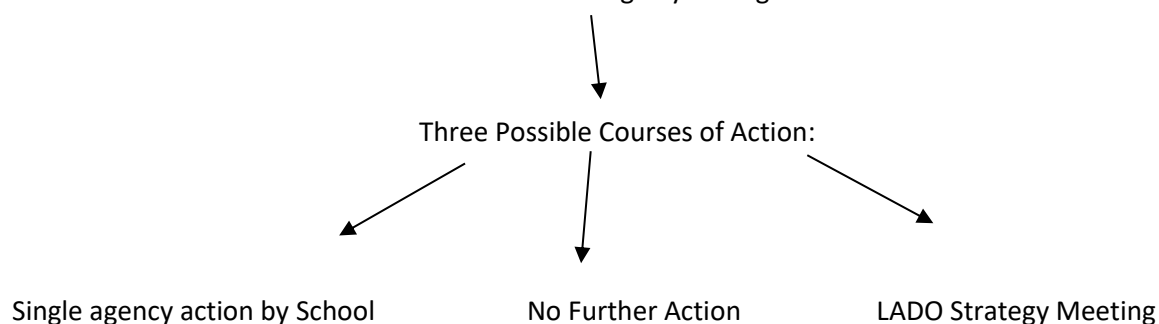 Three Possible Courses of Action:
Single agency action by School No Further Action LADO Strategy Meeting